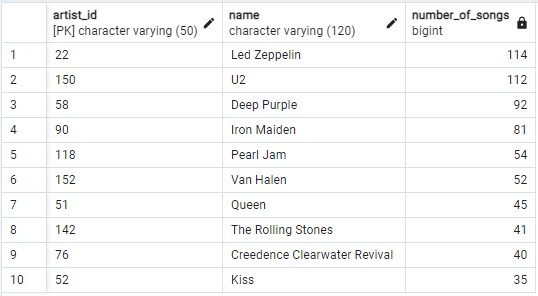 artist_id name number_of_songs
[PK] character varying (50) character varying (120) bigint
1 22 Led Zeppelin 114
2 150 U2 112
3 58 Deep Purple 92
4 90 Iron Maiden 81
5 118 Pearl Jam 54
6 152 Van Halen 52
7 51 Queen 45
8 142 The Rolling Stones 41
9 76 Creedence Clearwater Revival 40
10 52 Kiss 35